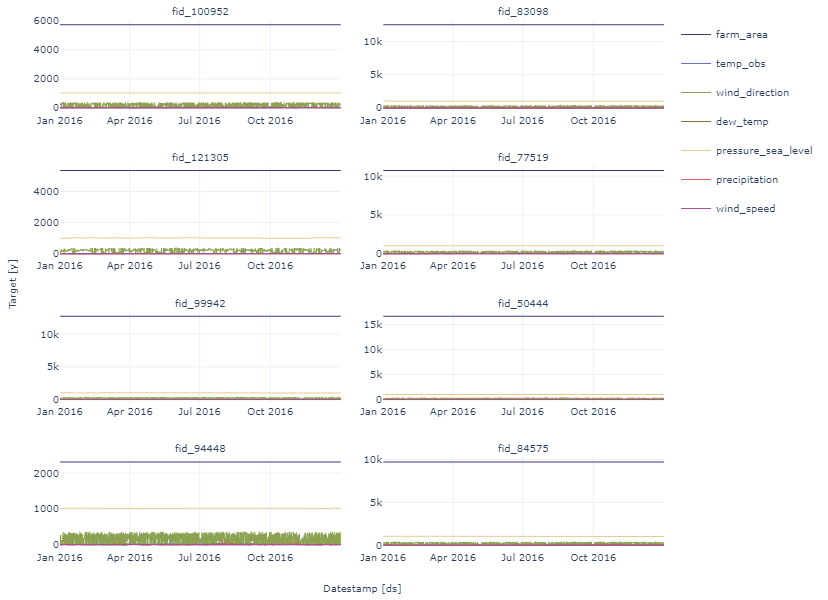 fid_100952
6000
4000
2000
0
Jan 2016 Apr 2016 Jul 2016 Oct 2016
fid_83098
10k
5k
0
Jan 2016 Apr 2016 Jul 2016 Oct 2016
fid_121305
4000
2000
0
Jan 2016 Apr 2016 Jul 2016 Oct 2016
fid_77519
10k
5k
0
Jan 2016 Apr 2016 Jul 2016 Oct 2016
fid_99942
10k
5k
0
Jan 2016 Apr 2016 Jul 2016 Oct 2016
fid_50444
15k
10k
5k
0
Jan 2016 Apr 2016 Jul 2016 Oct 2016
fid_94448
2000
1000
0
Jan 2016 Apr 2016 Jul 2016 Oct 2016
fid_84575
10k
5k
0
Jan 2016 Apr 2016 Jul 2016 Oct 2016
Target [y]
Datestamp [ds]
farm_area
temp_obs
wind_direction
dew_temp
pressure_sea_level
precipitation
wind_speed